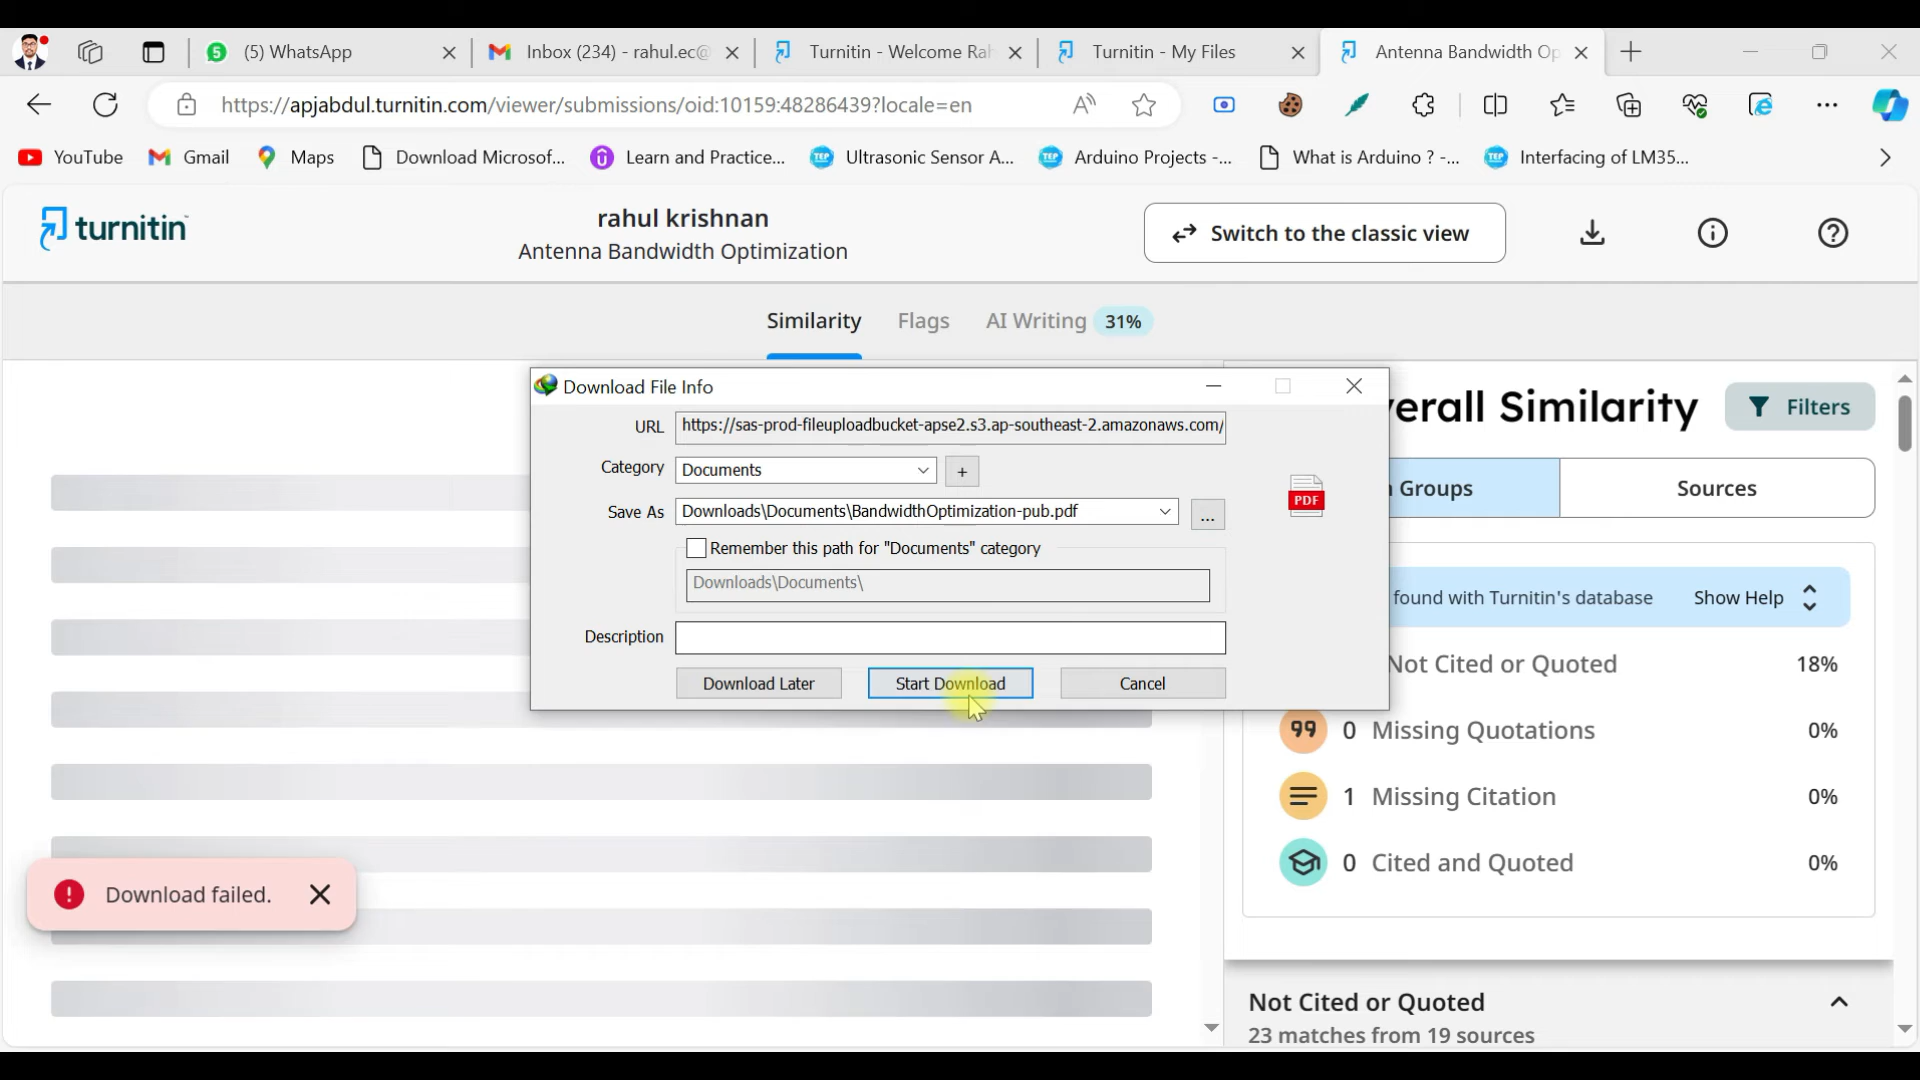 (5) WhatsApp
Inbox (234) - rahul.ec@
Turnitin - Welcome Rah
Turnitin - My Files
Antenna Bandwidth Op
https://apjabdul.turnitin.com/viewer/submissions/oid:10159:48286439?locale=en
YouTube
Gmail
Maps
Download Microsof...
Learn and Practice...
Ultrasonic Sensor A...
Arduino Projects -...
What is Arduino ? -...
Interfacing of LM35...
turnitin
rahul krishnan
Antenna Bandwidth Optimization
Switch to the classic view
Similarity
Flags
AI Writing
31%
Download File Info
URL
https://sas-prod-fileuploadbucket-apse2.s3.ap-southeast-2.amazonaws.com/
Category
Documents
+
PDF
Save As
Downloads\Documents\BandwidthOptimization-pub.pdf
...
Remember this path for "Documents" category
Downloads\Documents\
Description
Download Later
Start Download
Cancel
verall Similarity
Filters
Groups
Sources
found with Turnitin's database
Show Help
Not Cited or Quoted
18%
0 Missing Quotations
0%
1 Missing Citation
0%
0 Cited and Quoted
0%
Download failed.
Not Cited or Quoted
23 matches from 19 sources